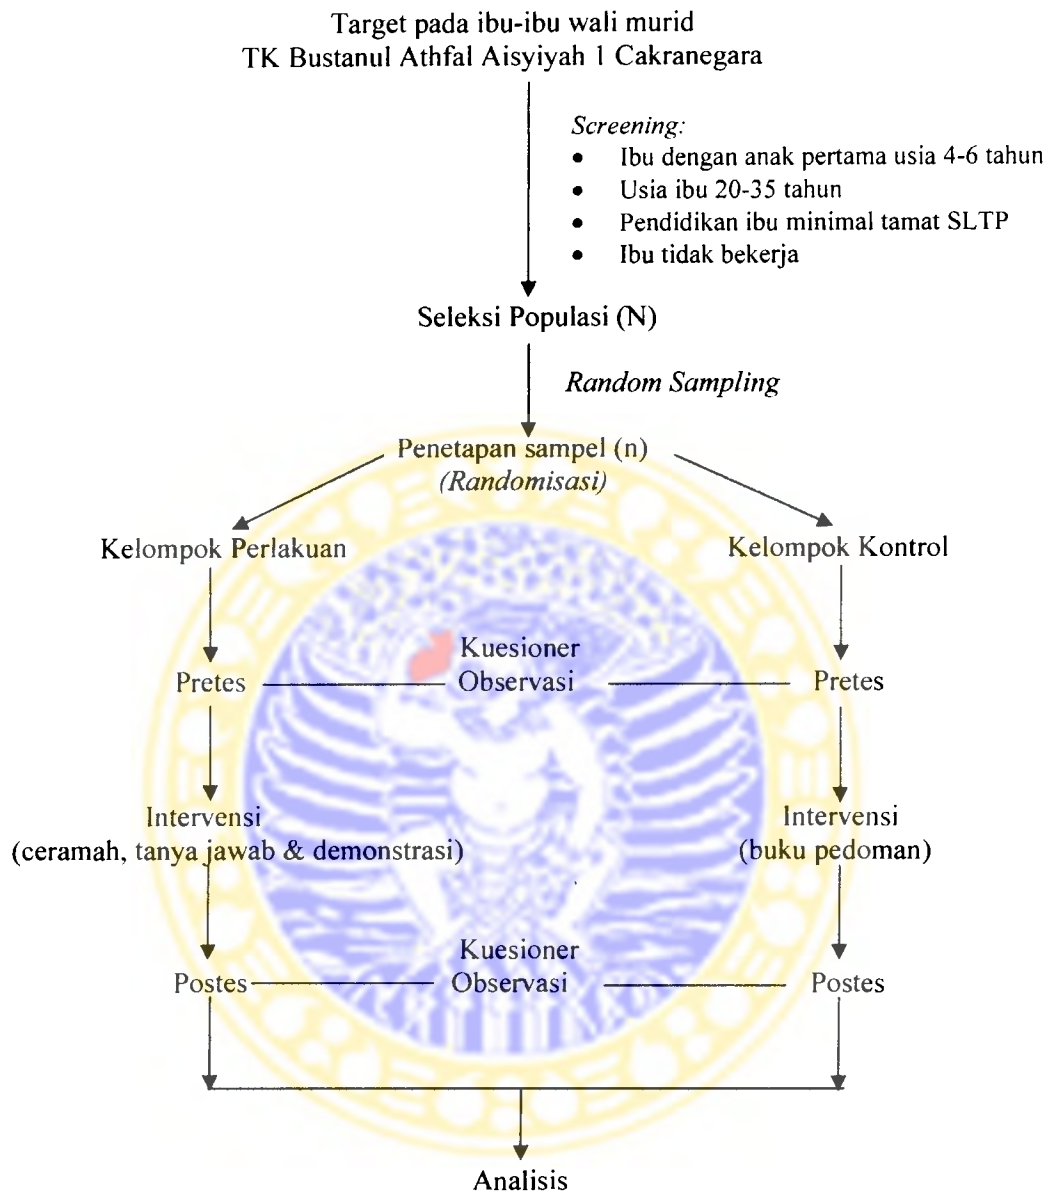 Target pada ibu-ibu wali murid
TK Bustanul Athfal Aisyiyah 1 Cakranegara
Screening:
• Ibu dengan anak pertama usia 4-6 tahun
• Usia ibu 20-35 tahun
• Pendidikan ibu minimal tamat SLTP
• Ibu tidak bekerja
Seleksi Populasi (N)
Random Sampling
Penetapan sampel (n)
(Randomisasi)
Kelompok Perlakuan
Kelompok Kontrol
Kuesioner
Pretes
Observasi
Pretes
Intervensi
(ceramah, tanya jawab & demonstrasi)
Intervensi
(buku pedoman)
Kuesioner
Postes
Observasi
Postes
Analisis